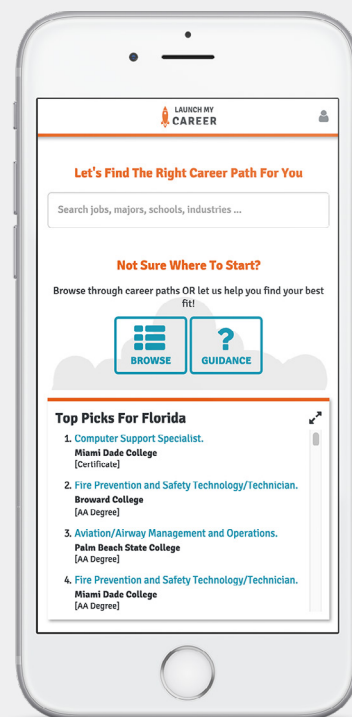 LAUNCH MY
CAREER
Let's Find The Right Career Path For You
Search jobs, majors, schools, industries ...
Not Sure Where To Start?
Browse through career paths OR let us help you find your best
fit!
BROWSE
?
GUIDANCE
Top Picks For Florida
1. Computer Support Specialist.
Miami Dade College
[Certificate]
2. Fire Prevention and Safety Technology/Technician.
Broward College
[AA Degree]
3. Aviation/Airway Management and Operations.
Palm Beach State College
[AA Degree]
4. Fire Prevention and Safety Technology/Technician.
Miami Dade College
[AA Degree]